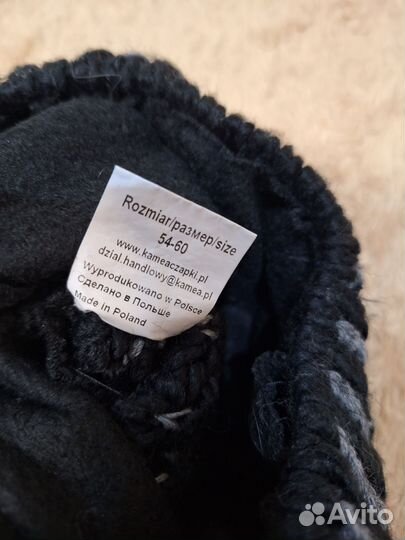 Rozmiar/размер/size
54-60
www.kameaczapki.pl
dzial.handlowy@kamea.pl
Wyprodukowano w Polsce
Сделано в Польше
Made in Poland
Avito